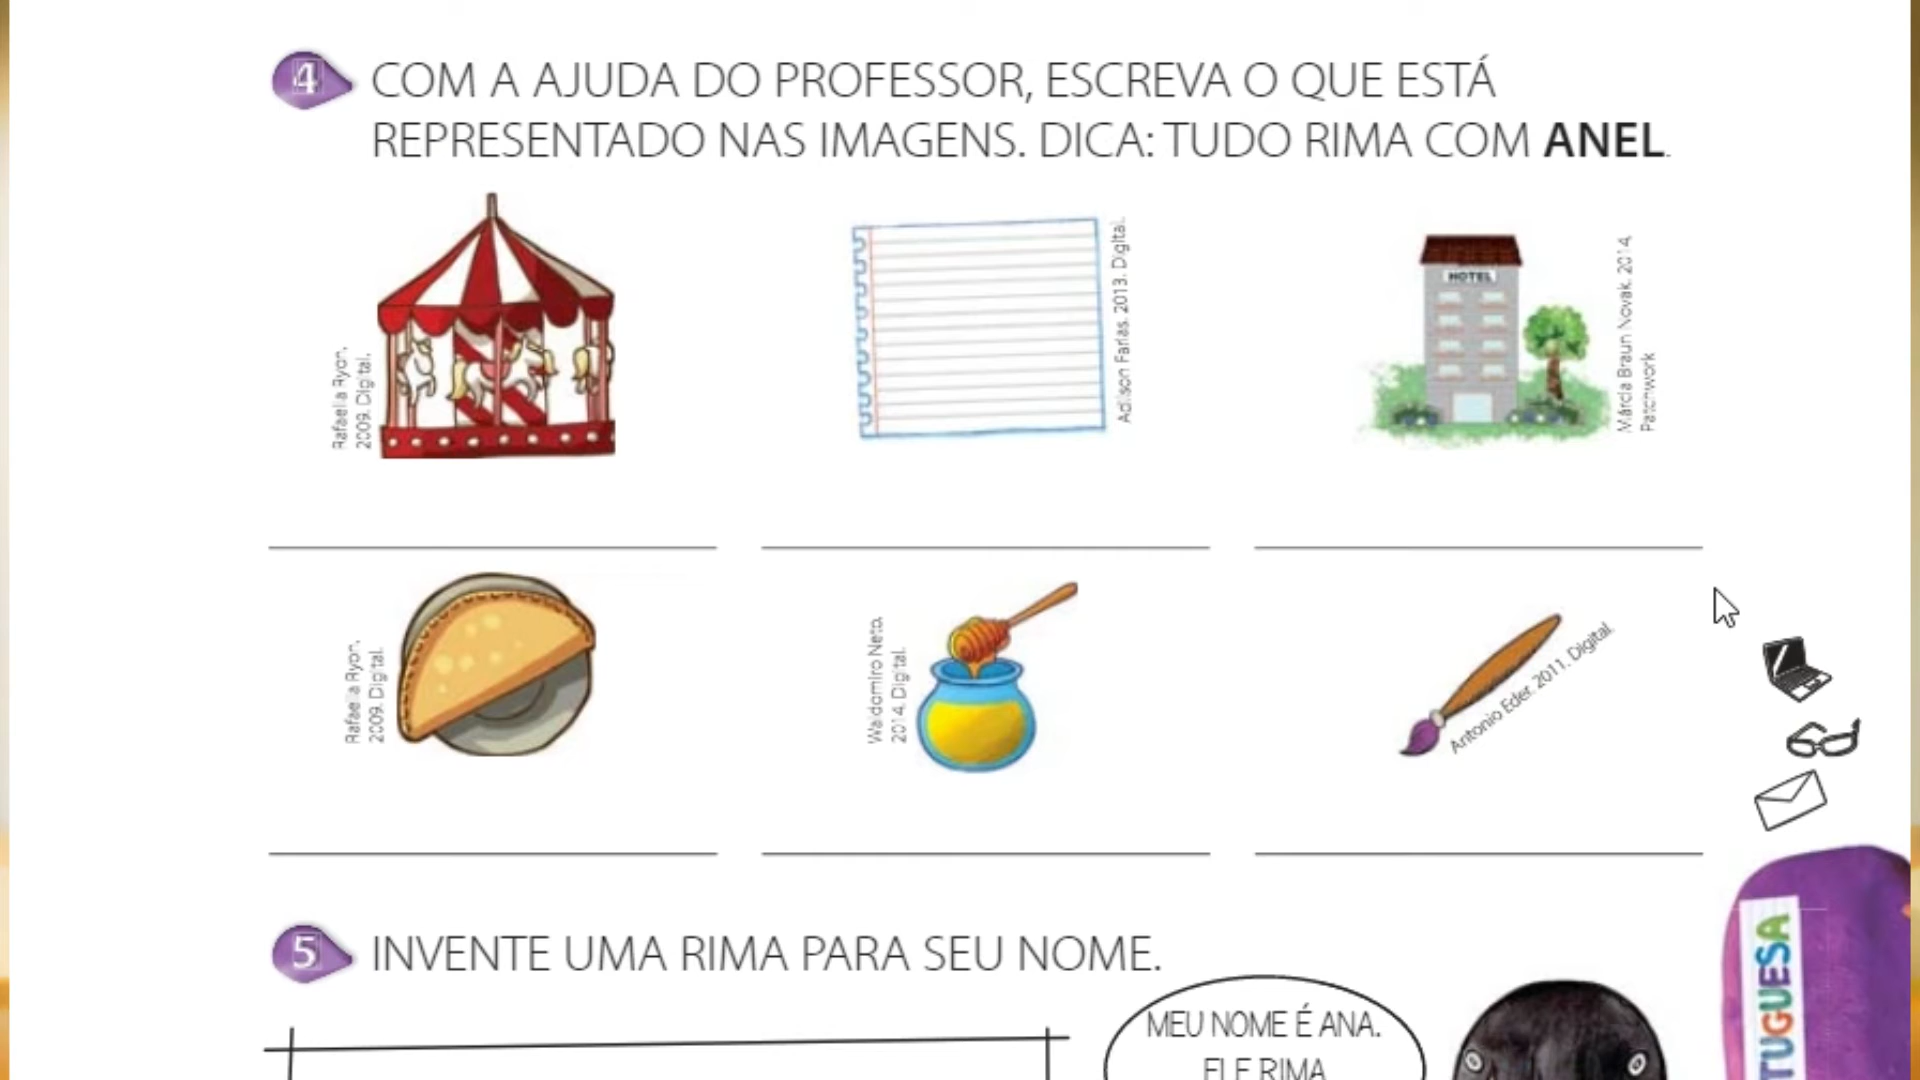 4 COM A AJUDA DO PROFESSOR, ESCREVA O QUE ESTÁ
REPRESENTADO NAS IMAGENS. DICA: TUDO RIMA COM ANEL.
Rafaella Ryon.
2009. Digital.
Adilson Farias. 2013. Digital.
HOTEL
Márcia Braun Novak. 2014.
Patchwork
Rafaella Ryon.
2009. Digital.
Waldomiro Neto.
2014. Digital.
Antonio Eder. 2011. Digital.
5 INVENTE UMA RIMA PARA SEU NOME.
MEU NOME É ANA.
ELE RIMA
TUGUESA